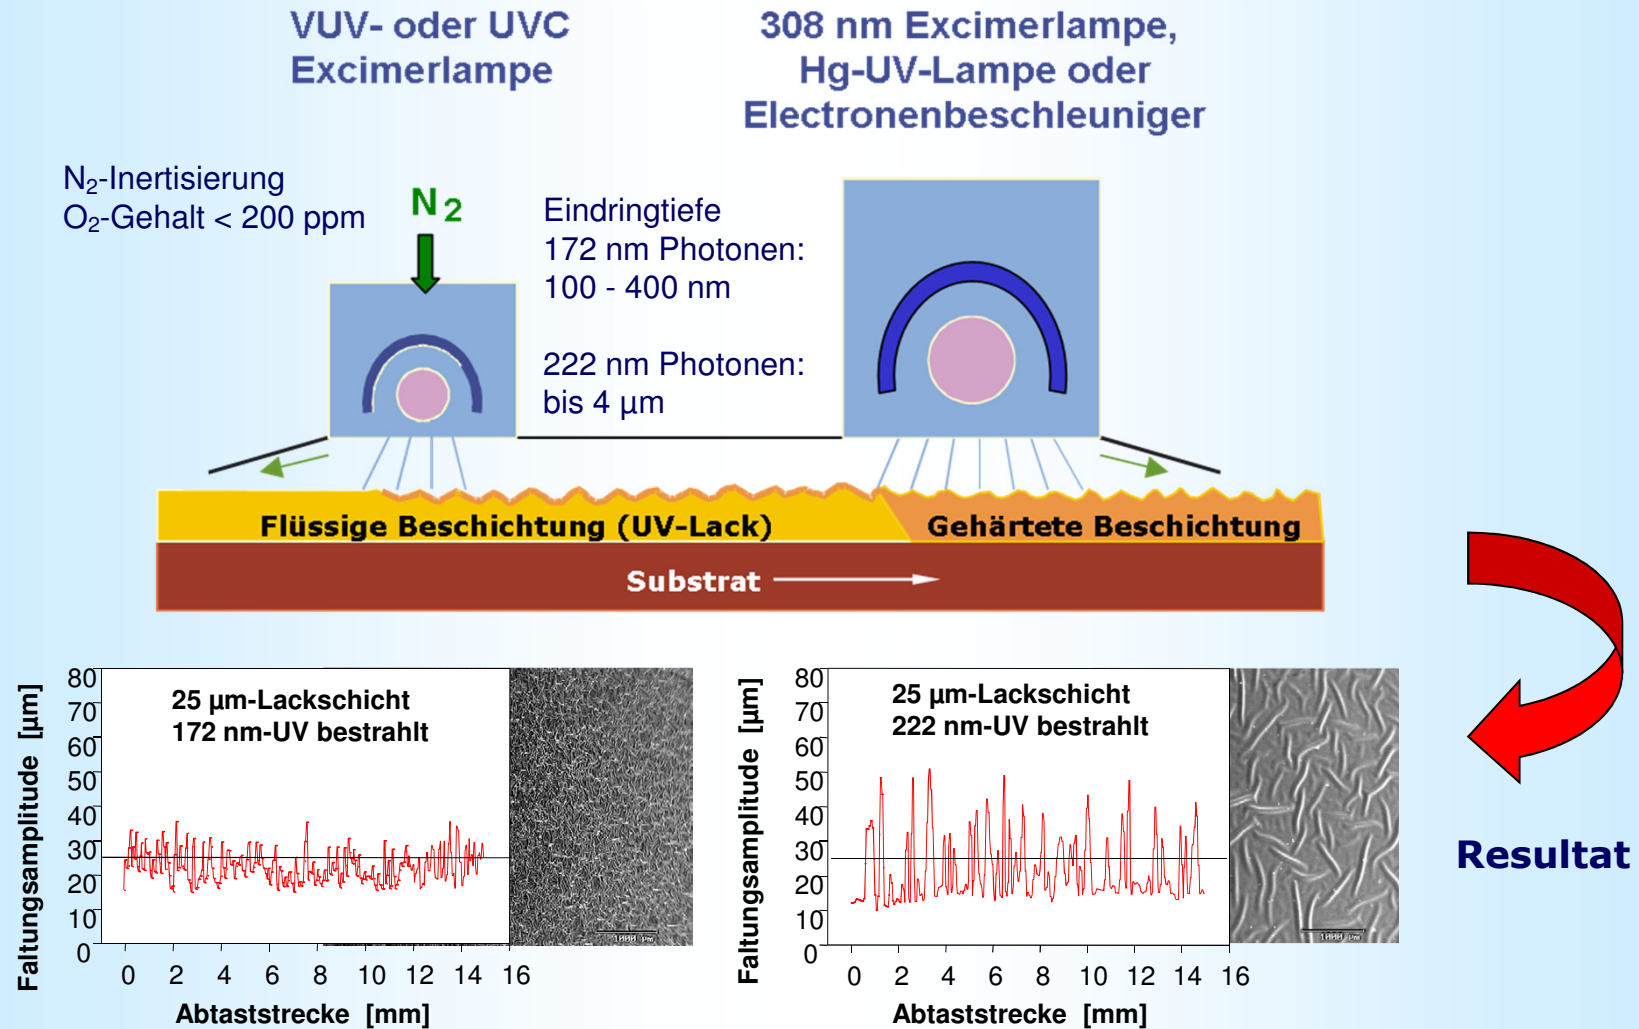 VUV- oder UVC
Excimerlampe
308 nm Excimerlampe,
Hg-UV-Lampe oder
Electronenbeschleuniger
N₂-Inertisierung
O₂-Gehalt < 200 ppm
N₂
Eindringtiefe
172 nm Photonen:
100 - 400 nm
222 nm Photonen:
bis 4 µm
Flüssige Beschichtung (UV-Lack)
Gehärtete Beschichtung
Substrat
25 µm-Lackschicht
172 nm-UV bestrahlt
Faltungsamplitude [µm]
80
70
60
50
40
30
20
10
0
0 2 4 6 8 10 12 14 16
Abtaststrecke [mm]
1000 µm
25 µm-Lackschicht
222 nm-UV bestrahlt
Faltungsamplitude [µm]
80
70
60
50
40
30
20
10
0
0 2 4 6 8 10 12 14 16
Abtaststrecke [mm]
1000 µm
Resultat